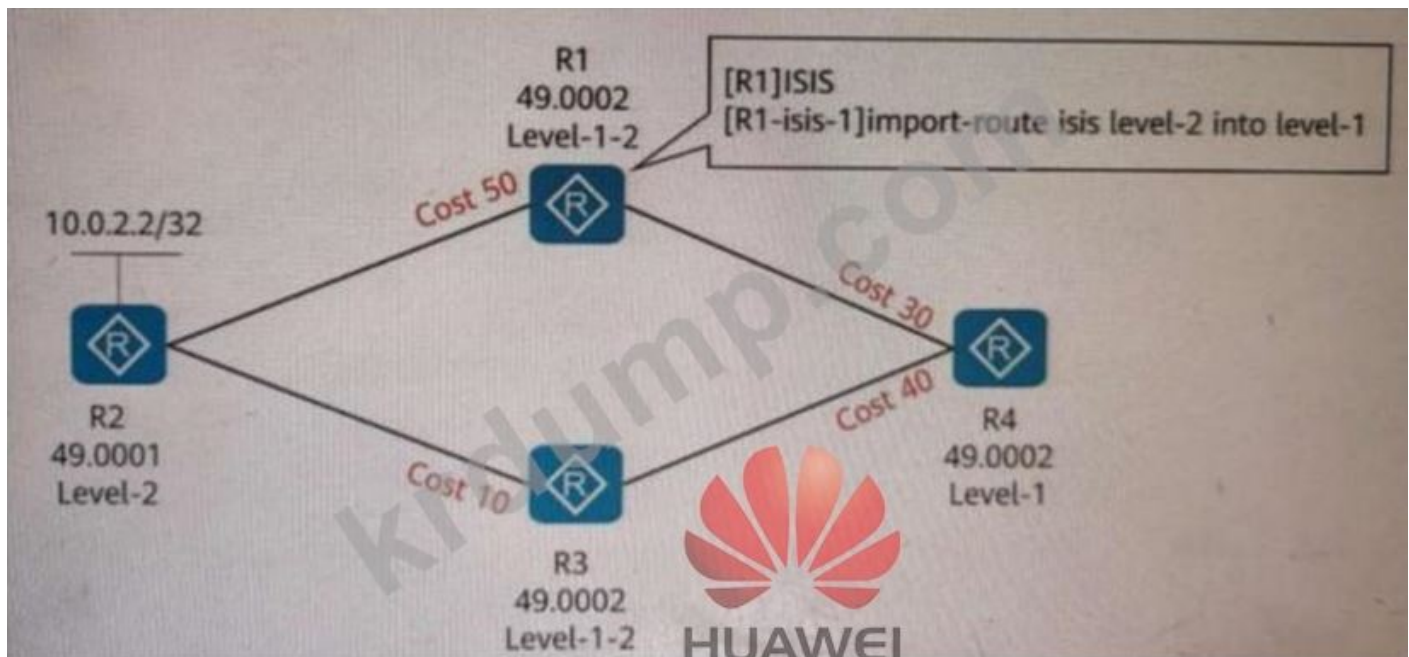 R1
49.0002
Level-1-2
[R1]ISIS
[R1-isis-1]import-route isis level-2 into level-1
Cost 50
10.0.2.2/32
Cost 30
R
R
R
R
R2
49.0001
Level-2
Cost 10
Cost 40
R4
49.0002
Level-1
R3
49.0002
Level-1-2
krdump.com
HUAWEI